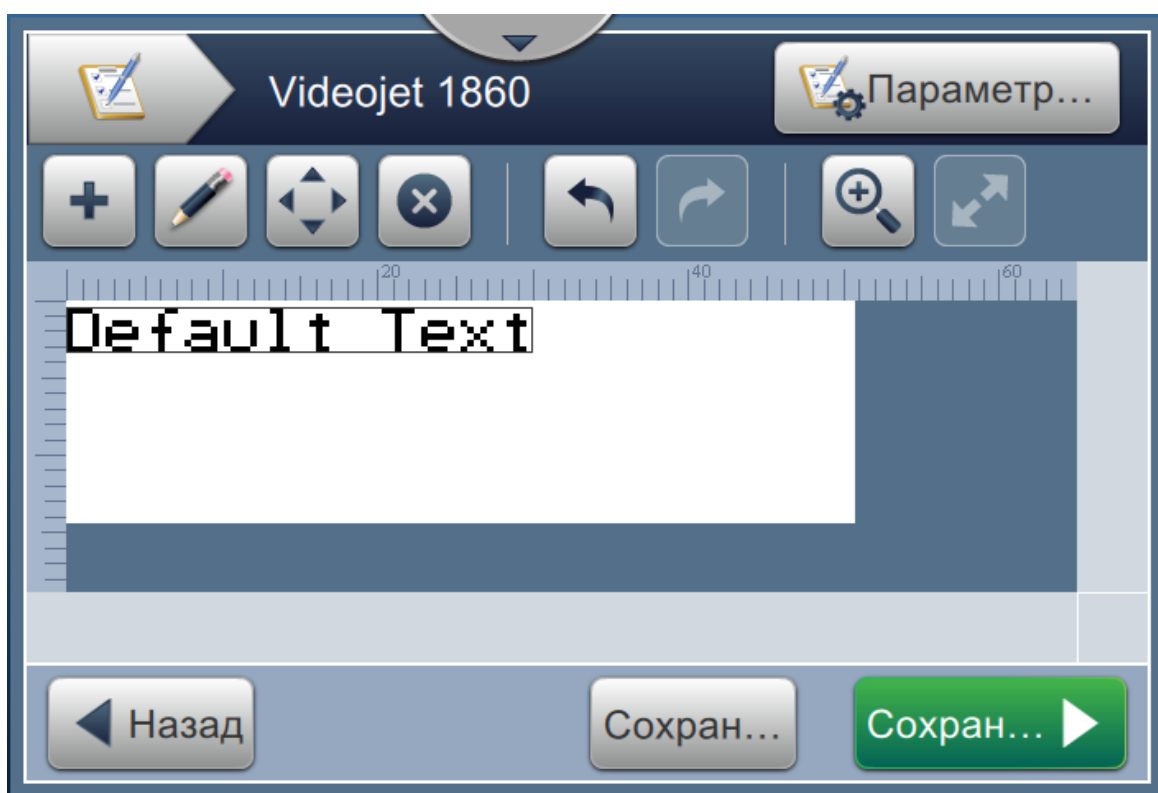 Videojet 1860
Параметр...
20 40 60
Default Text
Назад
Сохран...
Сохран...